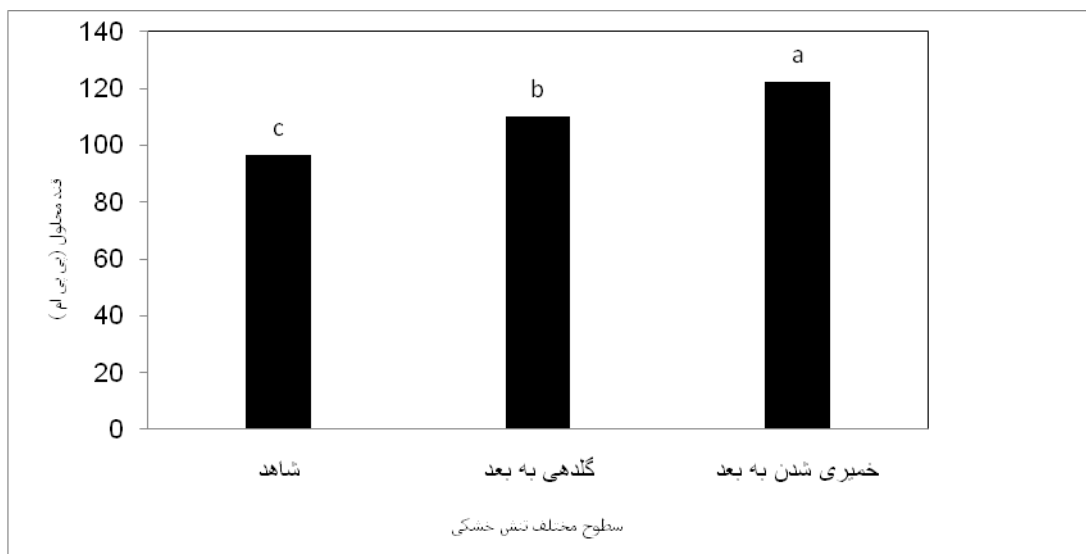 140
120
100
80
60
40
20
0
قند محلول (پی پی ام )
c
b
a
شاهد
گلدهی به بعد
خمیری شدن به بعد
سطوح مختلف تنش خشکی